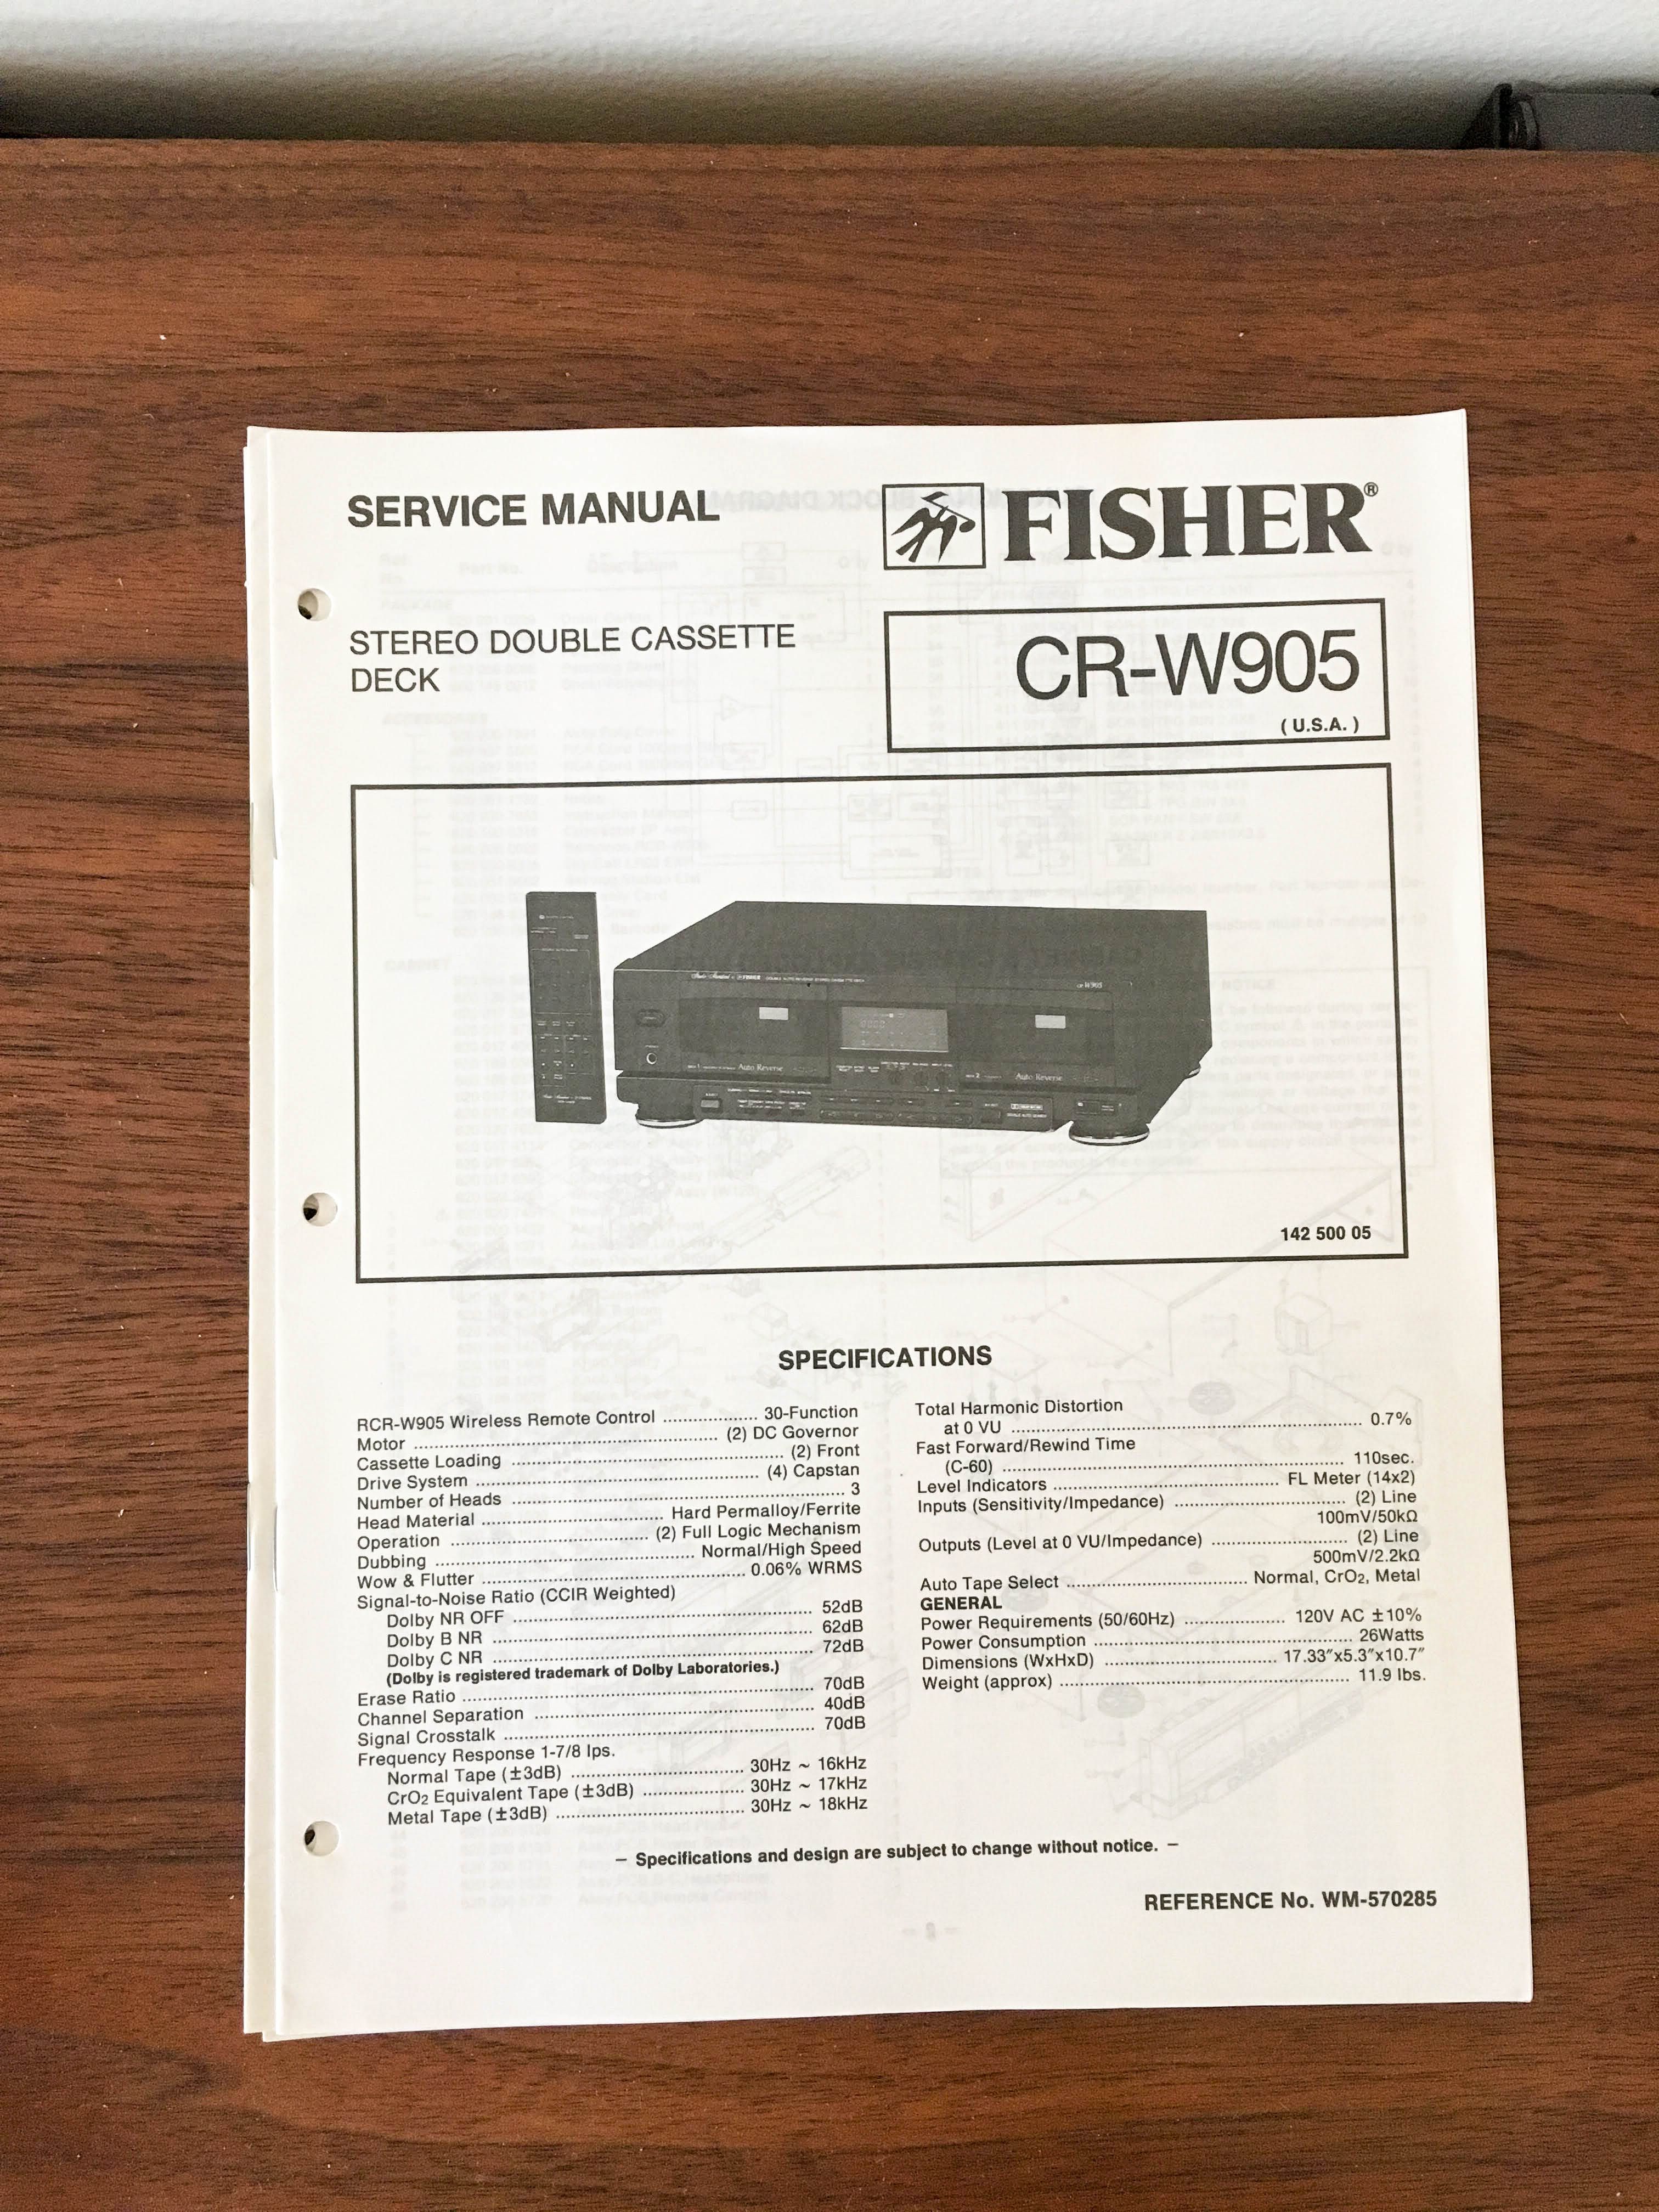 SERVICE MANUAL
FISHER®
STEREO DOUBLE CASSETTE
DECK
CR-W905
( U.S.A. )
FISHER
CR-W905
Auto Reverse
Auto Reverse
142 500 05
SPECIFICATIONS
RCR-W905 Wireless Remote Control .................. 30-Function
Motor .................. (2) DC Governor
Cassette Loading .................. (2) Front
Drive System .................. (4) Capstan
Number of Heads .................. 3
Head Material .................. Hard Permalloy/Ferrite
Operation .................. (2) Full Logic Mechanism
Dubbing .................. Normal/High Speed
Wow & Flutter .................. 0.06% WRMS
Signal-to-Noise Ratio (CCIR Weighted)
Dolby NR OFF .................. 52dB
Dolby B NR .................. 62dB
Dolby C NR .................. 72dB
(Dolby is registered trademark of Dolby Laboratories.)
Erase Ratio .................. 70dB
Channel Separation .................. 40dB
Signal Crosstalk .................. 70dB
Frequency Response 1-7/8 Ips.
Normal Tape (±3dB) .................. 30Hz ~ 16kHz
CrO2 Equivalent Tape (±3dB) .................. 30Hz ~ 17kHz
Metal Tape (±3dB) .................. 30Hz ~ 18kHz
Total Harmonic Distortion
at 0 VU .................. 0.7%
Fast Forward/Rewind Time
(C-60) .................. 110sec.
Level Indicators .................. FL Meter (14x2)
Inputs (Sensitivity/Impedance) .................. (2) Line
100mV/50kΩ
Outputs (Level at 0 VU/Impedance) .................. (2) Line
500mV/2.2kΩ
Auto Tape Select .................. Normal, CrO2, Metal
GENERAL
Power Requirements (50/60Hz) .................. 120V AC ±10%
Power Consumption .................. 26Watts
Dimensions (WxHxD) .................. 17.33″x5.3″x10.7″
Weight (approx) .................. 11.9 lbs.
– Specifications and design are subject to change without notice. –
REFERENCE No. WM-570285